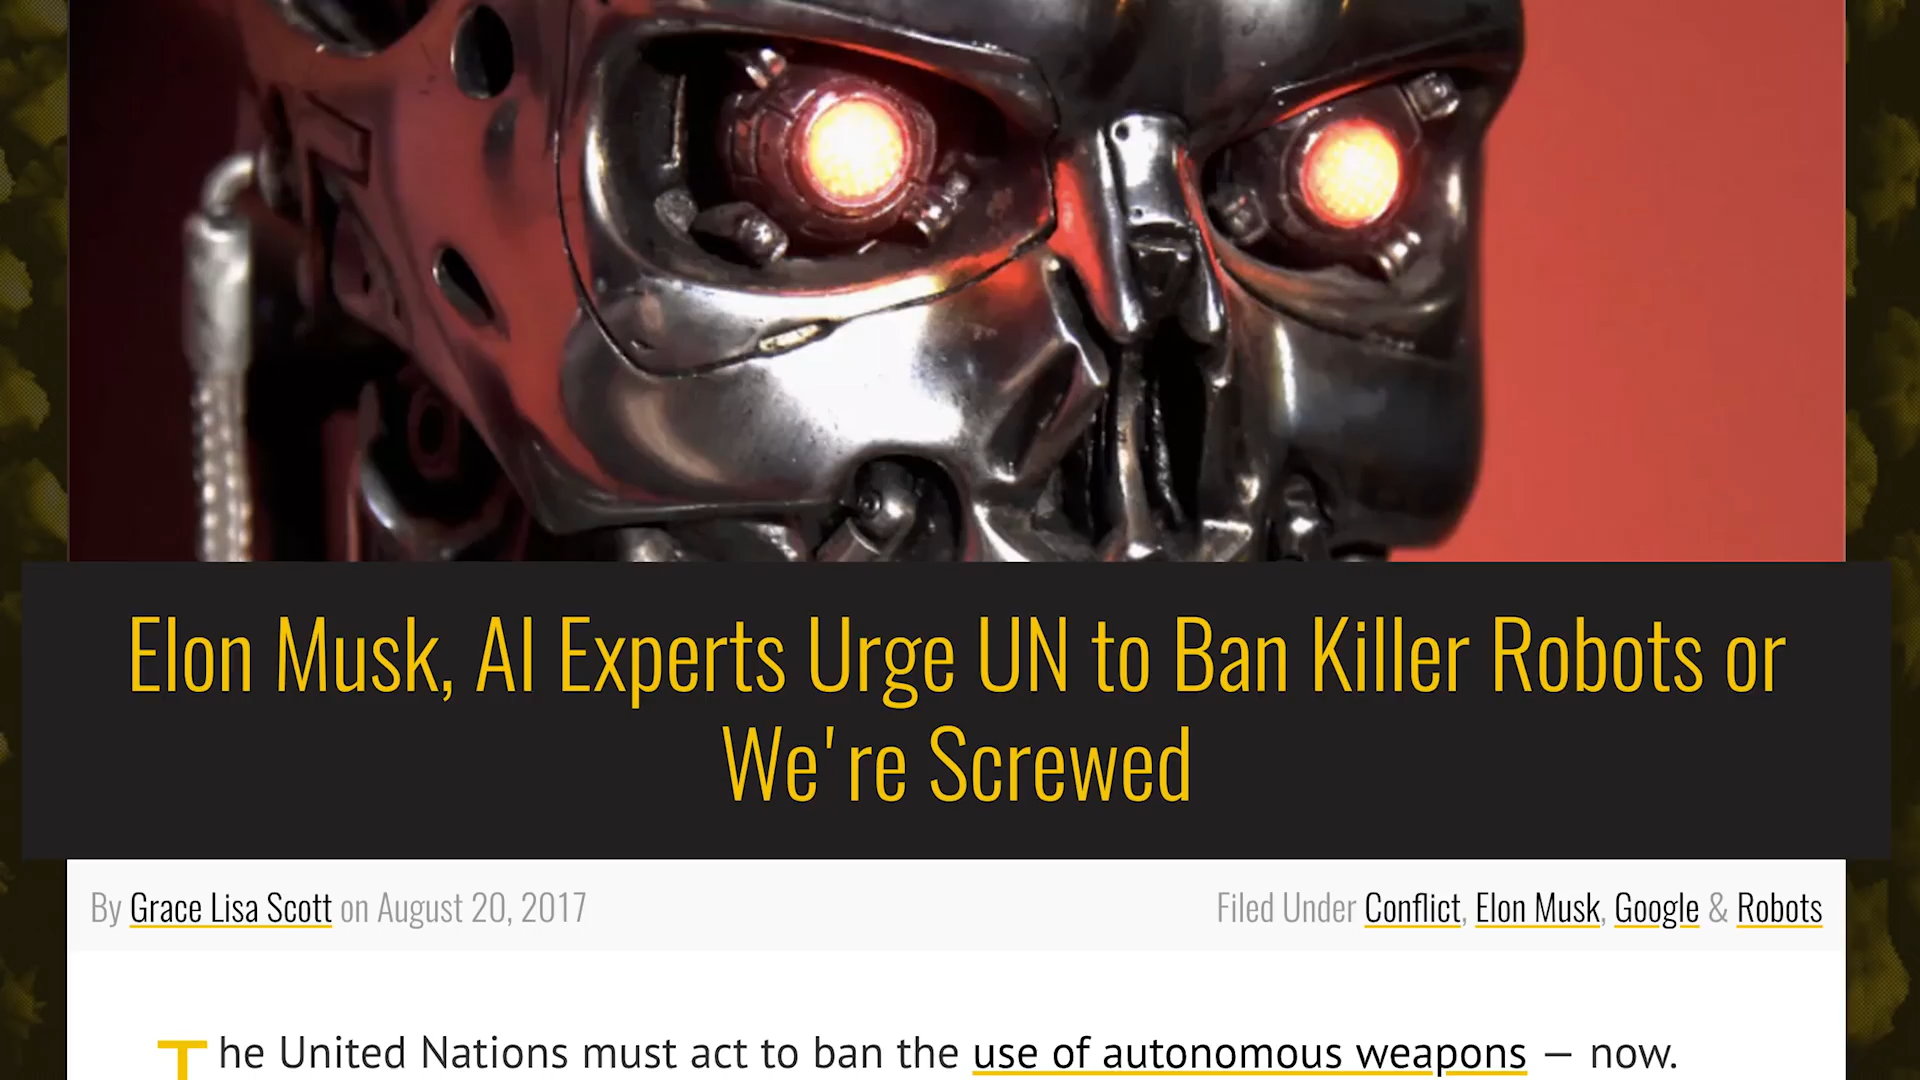 Elon Musk, AI Experts Urge UN to Ban Killer Robots or
We're Screwed
By Grace Lisa Scott on August 20, 2017
Filed Under Conflict, Elon Musk, Google & Robots
The United Nations must act to ban the use of autonomous weapons — now.